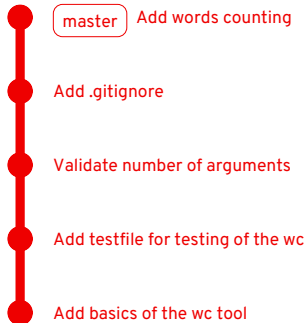 master Add words counting
Add .gitignore
Validate number of arguments
Add testfile for testing of the wc
Add basics of the wc tool